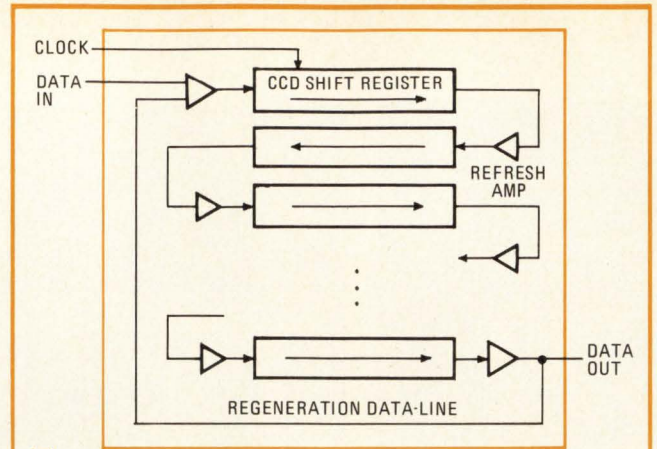 CLOCK
DATA
IN
CCD SHIFT REGISTER
REFRESH
AMP
DATA
OUT
REGENERATION DATA-LINE